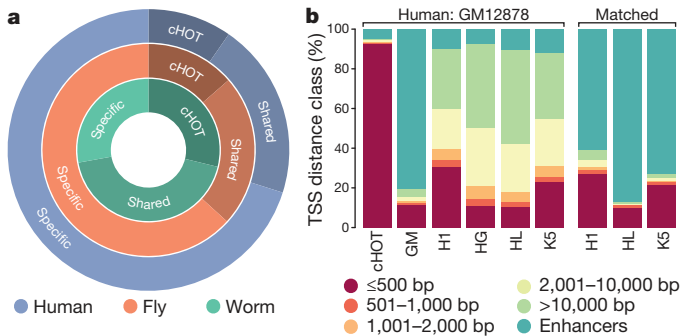 a
cHOT
cHOT
cHOT
Shared
Shared
Shared
Specific
Specific
Specific
Human
Fly
Worm
b
Human: GM12878
Matched
TSS distance class (%)
100
80
60
40
20
0
cHOT
GM
H1
HG
HL
K5
H1
HL
K5
≤500 bp
501–1,000 bp
1,001–2,000 bp
2,001–10,000 bp
>10,000 bp
Enhancers